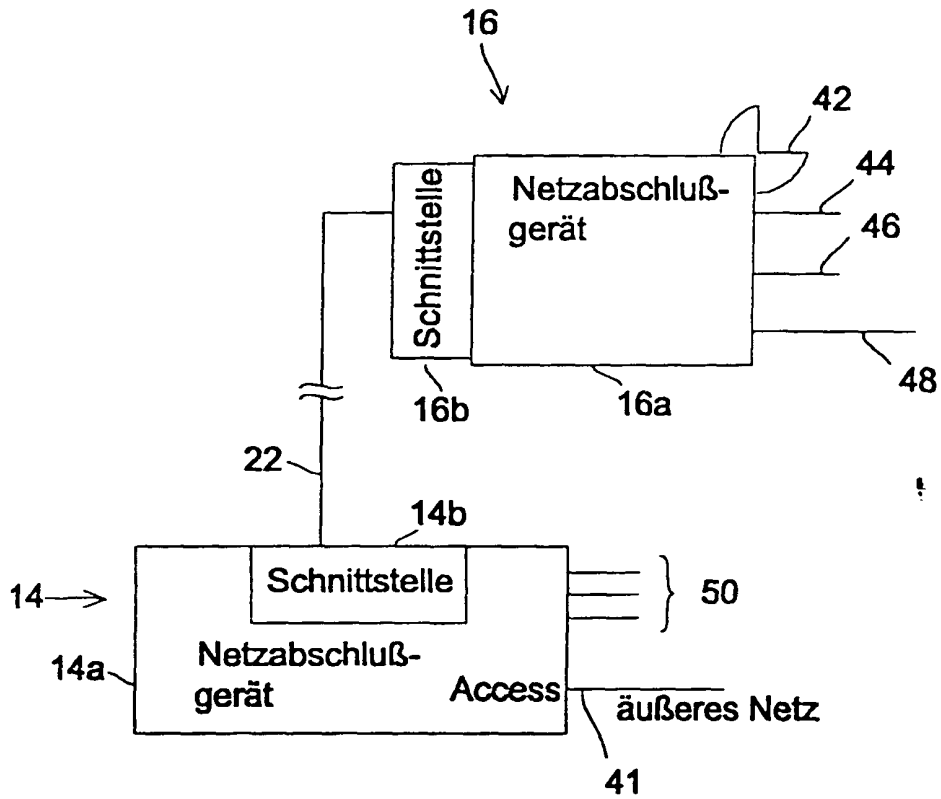 16
42
44
46
48
Schnittstelle
Netzabschluß-
gerät
16b
16a
22
14b
14
Schnittstelle
50
14a
Netzabschluß-
gerät
Access
äußeres Netz
41